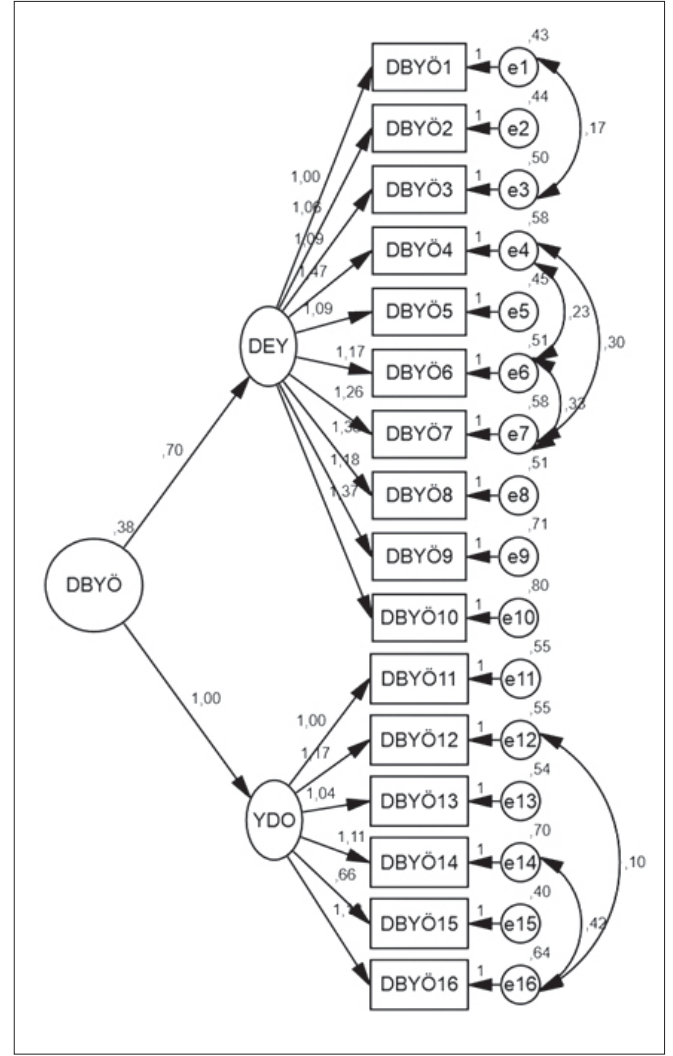 ,43
DBYÖ1 1 e1
,44
DBYÖ2 1 e2
,17
,50
DBYÖ3 1 e3
1,00
1,06
,58
1,09
DBYÖ4 1 e4
1,47
,45
1,09
DBYÖ5 1 e5
,23
,51
,30
DEY
1,17
DBYÖ6 1 e6
1,26
,58
,33
DBYÖ7 1 e7
,70
1,18
,51
1,37
DBYÖ8 1 e8
,71
,38
DBYÖ9 1 e9
DBYÖ
,80
DBYÖ10 1 e10
,55
DBYÖ11 1 e11
1,00
1,00
,55
1,17
DBYÖ12 1 e12
,54
1,04
DBYÖ13 1 e13
YDO
1,11
,70
DBYÖ14 1 e14
,10
,66
,40
DBYÖ15 1 e15
,42
,64
DBYÖ16 1 e16